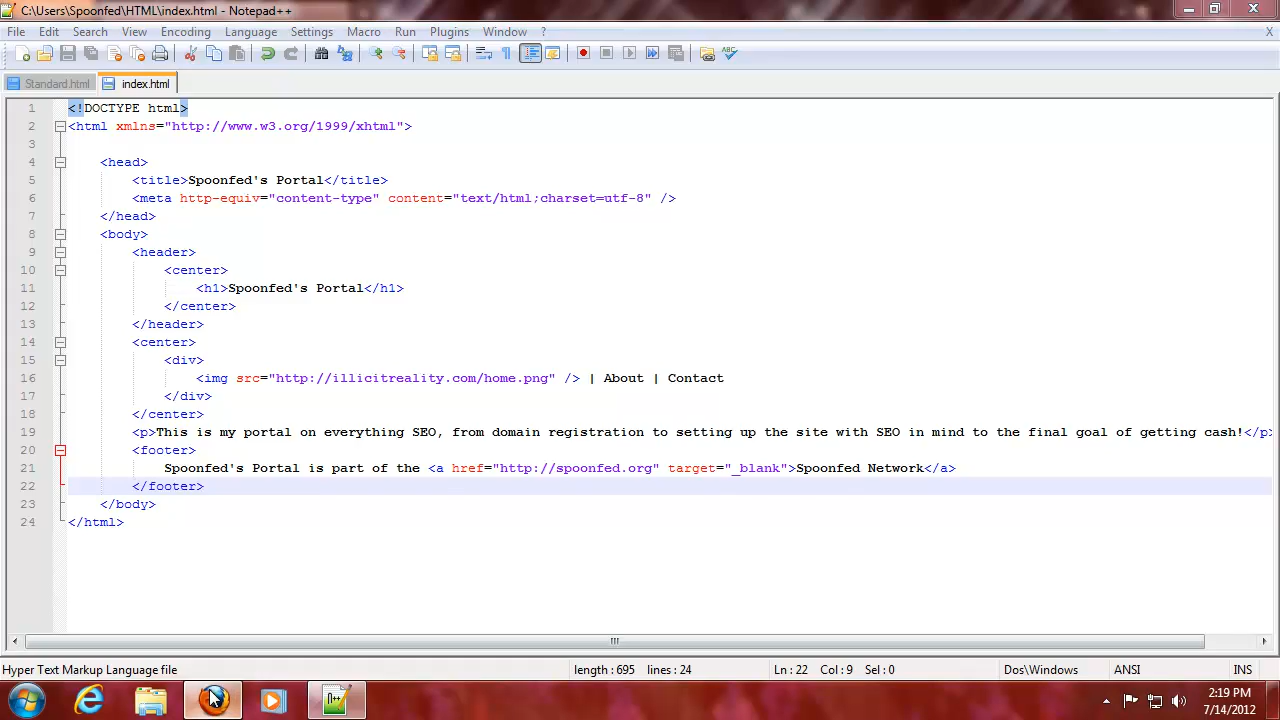 C:\Users\Spoonfed\HTML\index.html - Notepad++
File Edit Search View Encoding Language Settings Macro Run Plugins Window ? X
ABC
Standard.html index.html
1 <!DOCTYPE html>
2 <html xmlns="http://www.w3.org/1999/xhtml">
3
4 <head>
5 <title>Spoonfed's Portal</title>
6 <meta http-equiv="content-type" content="text/html;charset=utf-8" />
7 </head>
8 <body>
9 <header>
10 <center>
11 <h1>Spoonfed's Portal</h1>
12 </center>
13 </header>
14 <center>
15 <div>
16 <img src="http://illicitreality.com/home.png" /> | About | Contact
17 </div>
18 </center>
19 <p>This is my portal on everything SEO, from domain registration to setting up the site with SEO in mind to the final goal of getting cash!</p>
20 <footer>
21 Spoonfed's Portal is part of the <a href="http://spoonfed.org" target="_blank">Spoonfed Network</a>
22 </footer>
23 </body>
24 </html>
Hyper Text Markup Language file length : 695 lines : 24 Ln : 22 Col : 9 Sel : 0 Dos\Windows ANSI INS
2:19 PM
7/14/2012